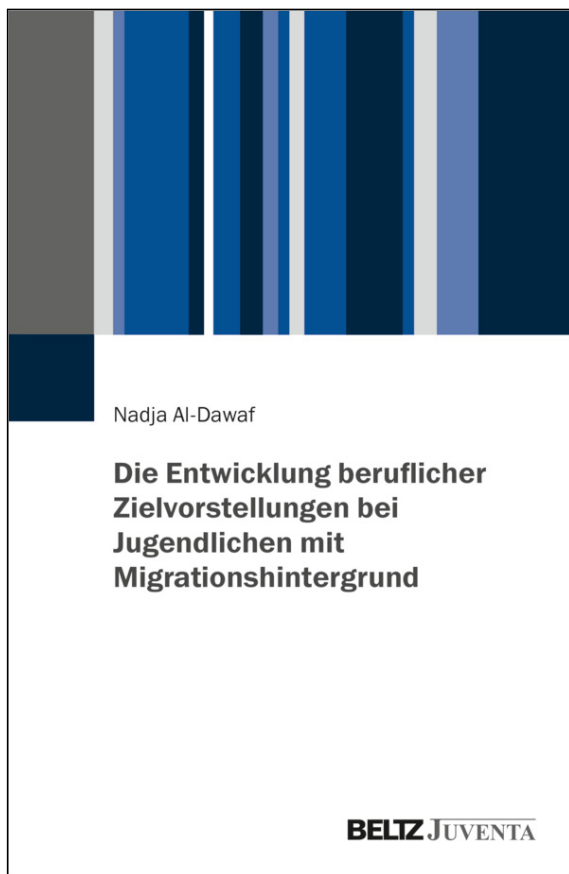 Nadja Al-Dawaf
Die Entwicklung beruflicher
Zielvorstellungen bei
Jugendlichen mit
Migrationshintergrund
BELTZ JUVENTA